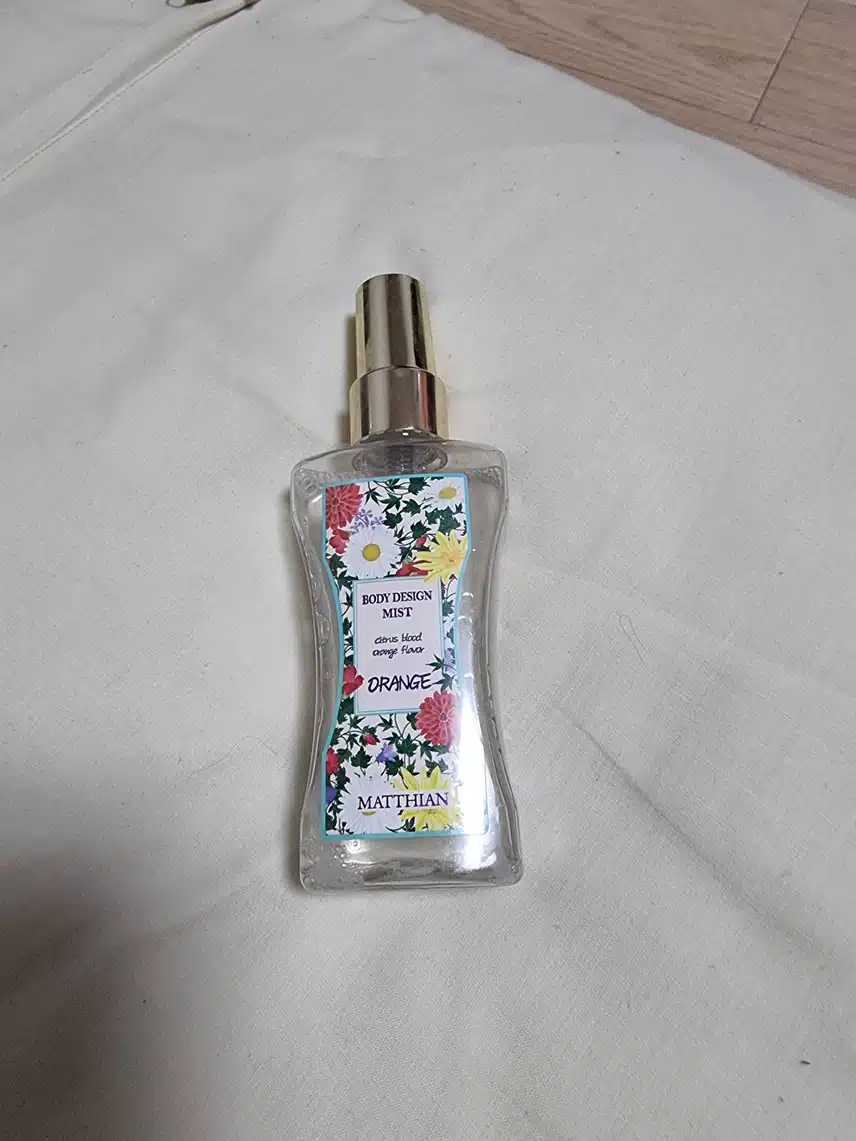 BODY DESIGN
MIST
citrus blood
orange flavor
ORANGE
MATTHIAN